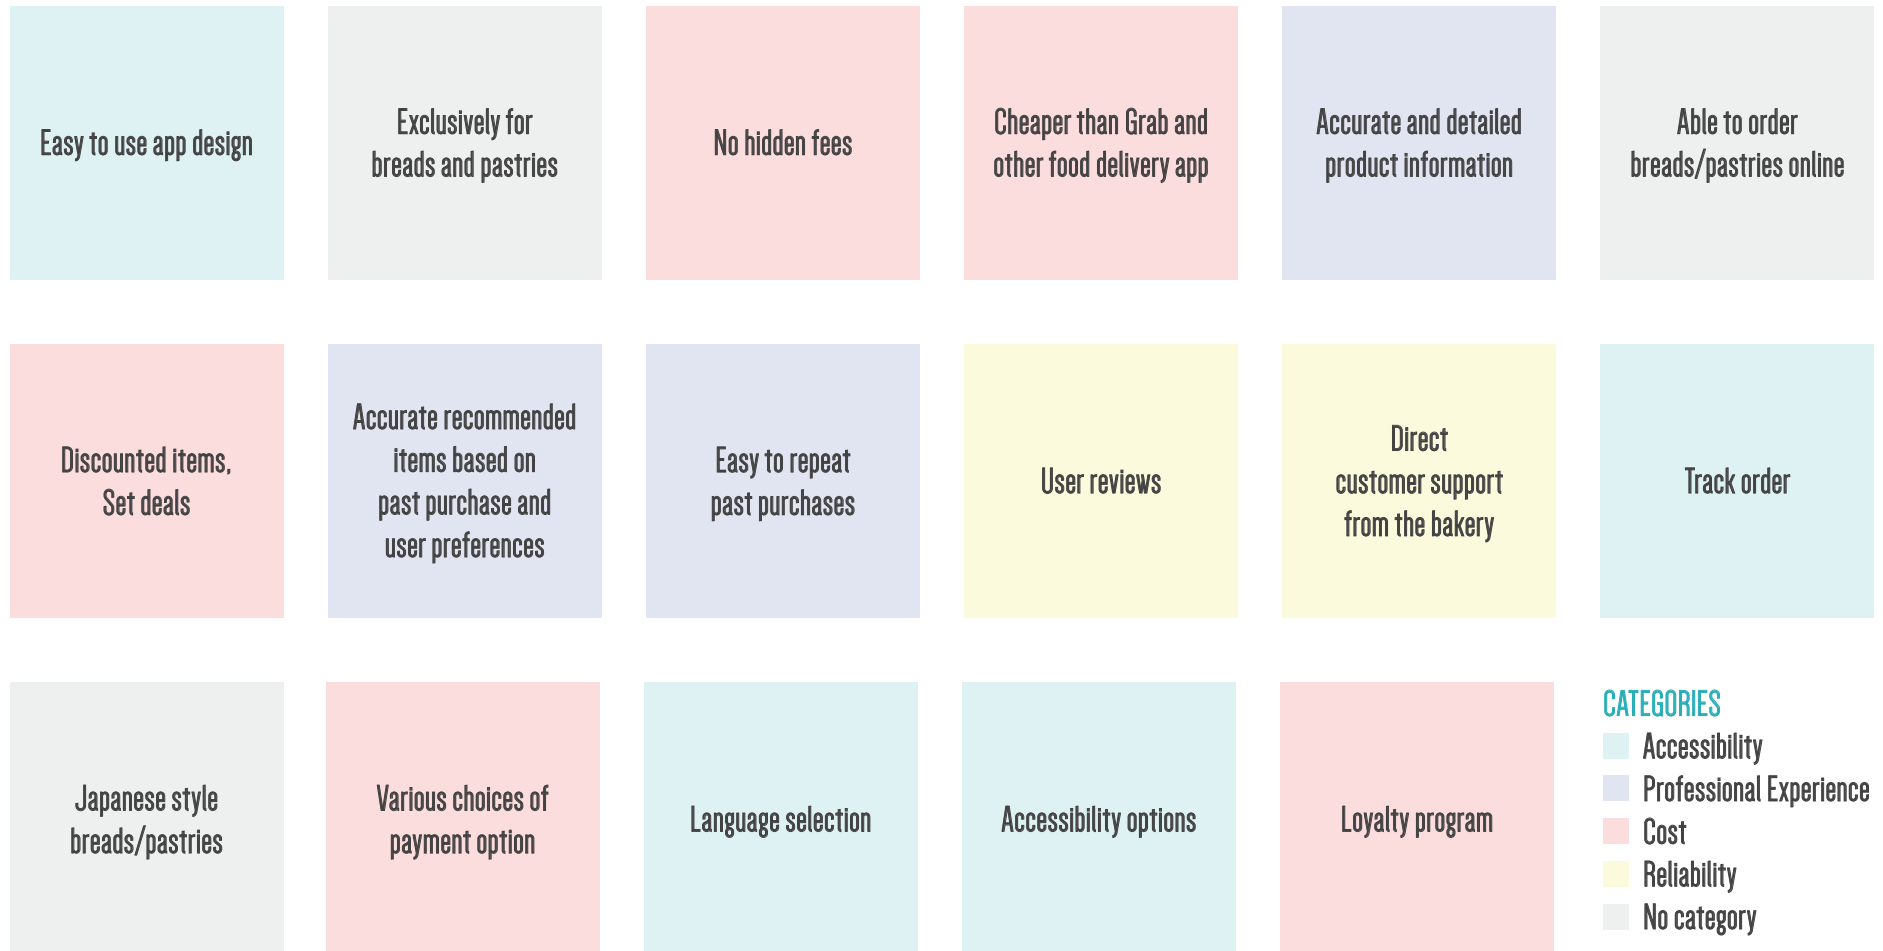 Easy to use app design
Exclusively for
breads and pastries
No hidden fees
Cheaper than Grab and
other food delivery app
Accurate and detailed
product information
Able to order
breads/pastries online
Discounted items,
Set deals
Accurate recommended
items based on
past purchase and
user preferences
Easy to repeat
past purchases
User reviews
Direct
customer support
from the bakery
Track order
Japanese style
breads/pastries
Various choices of
payment option
Language selection
Accessibility options
Loyalty program
CATEGORIES
Accessibility
Professional Experience
Cost
Reliability
No category